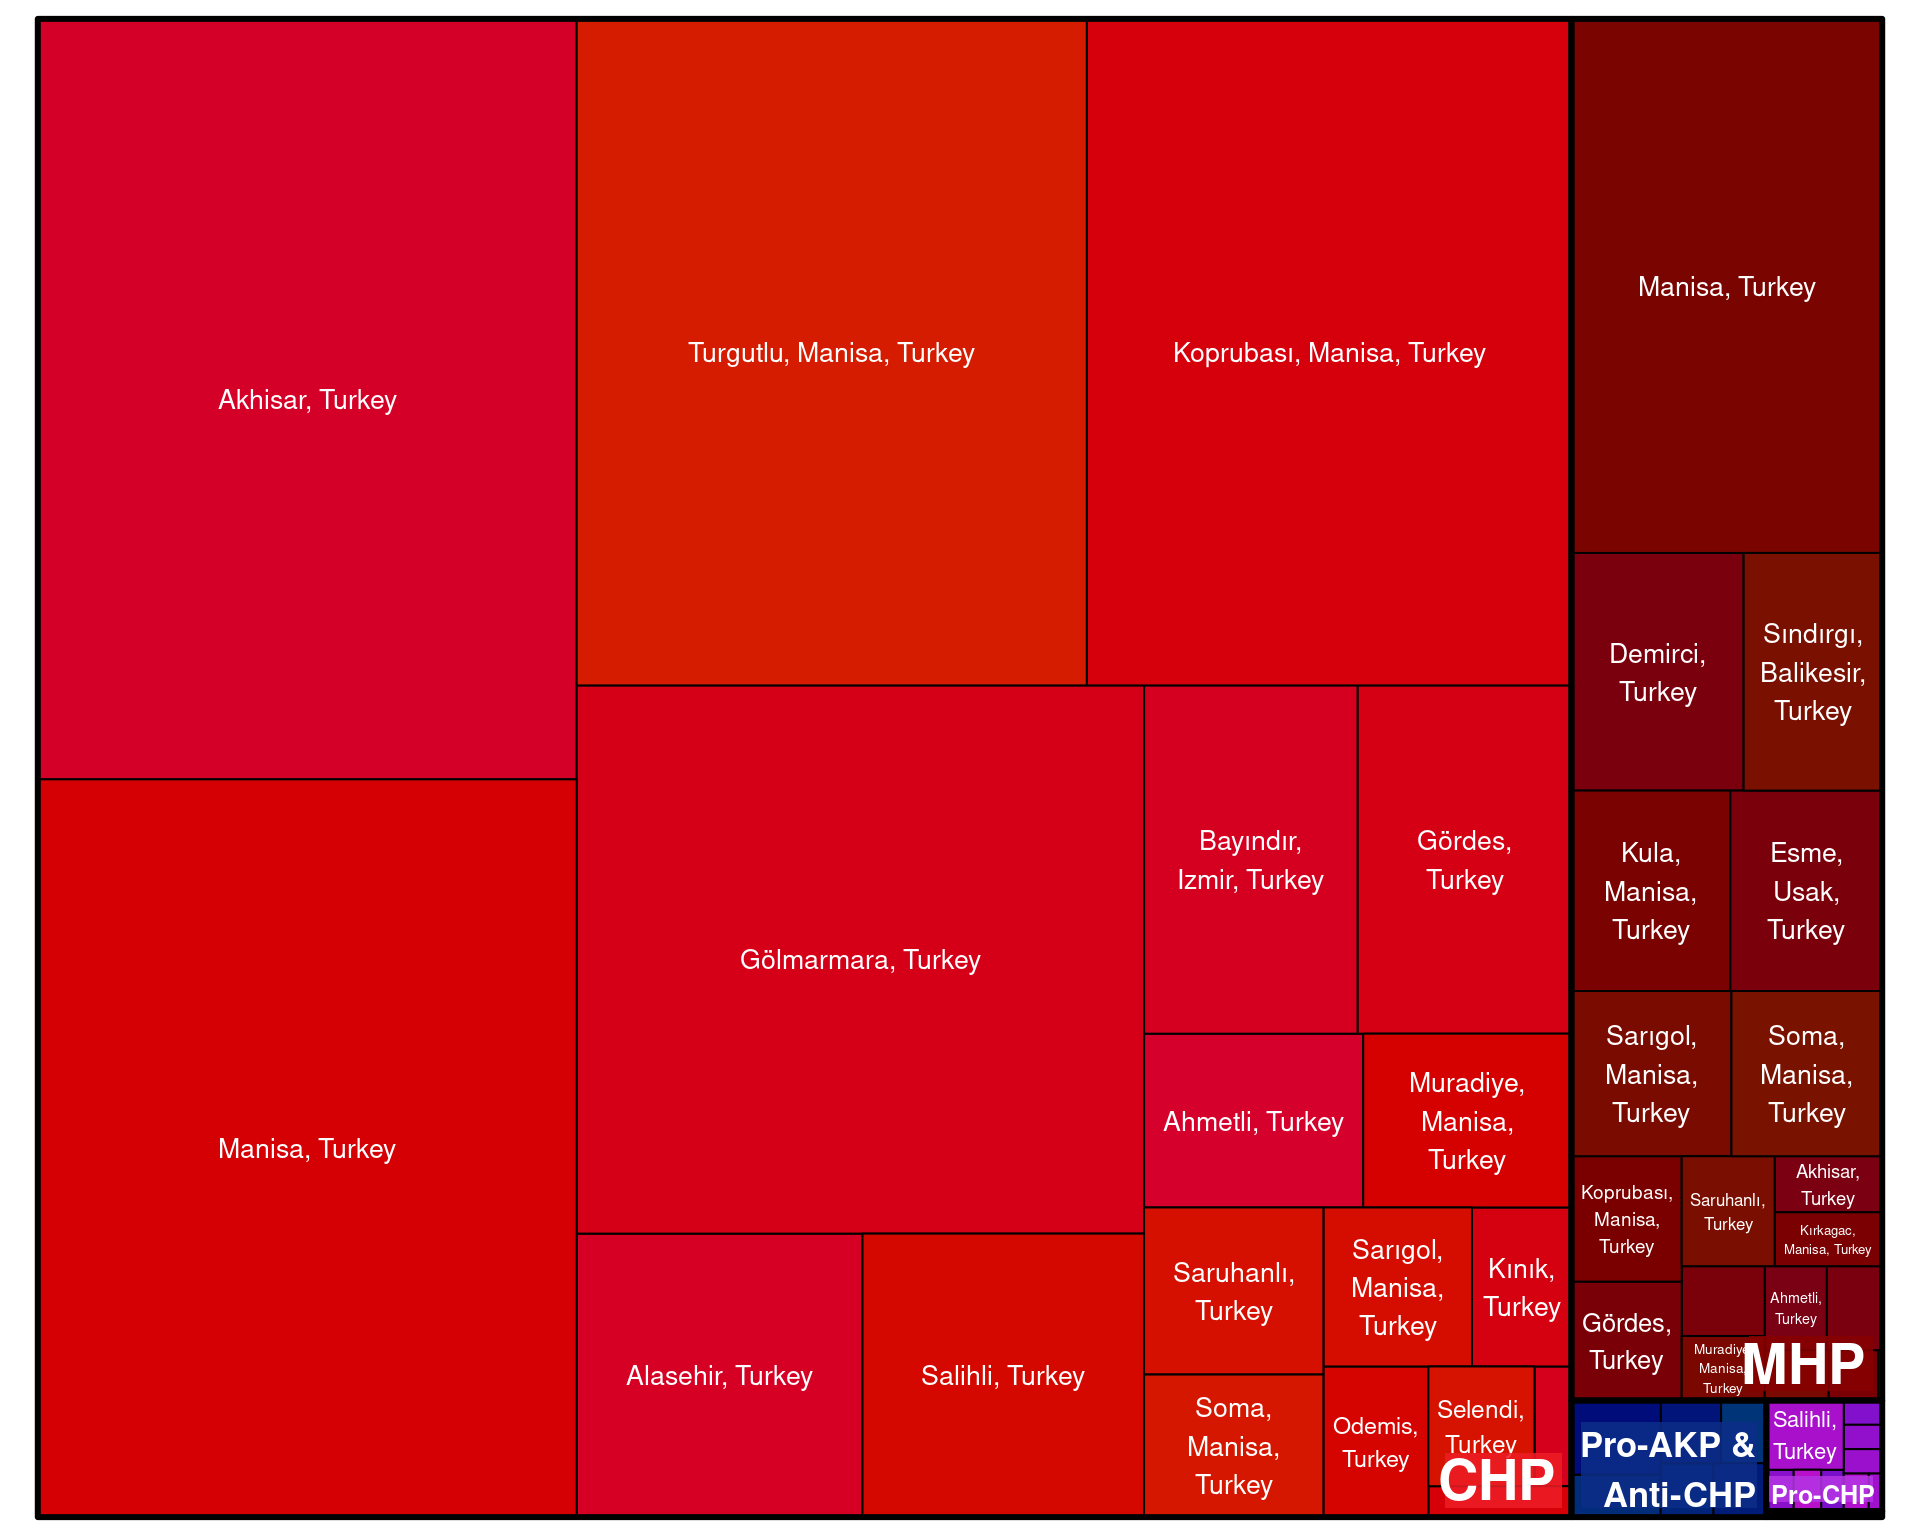 Akhisar, Turkey
Manisa, Turkey
Turgutlu, Manisa, Turkey
Koprubası, Manisa, Turkey
Gölmarmara, Turkey
Alasehir, Turkey
Salihli, Turkey
Bayındır,
Izmir, Turkey
Gördes,
Turkey
Ahmetli, Turkey
Muradiye,
Manisa,
Turkey
Saruhanlı,
Turkey
Sarıgol,
Manisa,
Turkey
Kınık,
Turkey
Soma,
Manisa,
Turkey
Odemis,
Turkey
Selendi,
Turkey
CHP
Manisa, Turkey
Demirci,
Turkey
Sındırgı,
Balikesir,
Turkey
Kula,
Manisa,
Turkey
Esme,
Usak,
Turkey
Sarıgol,
Manisa,
Turkey
Soma,
Manisa,
Turkey
Koprubası,
Manisa,
Turkey
Saruhanlı,
Turkey
Akhisar,
Turkey
Kırkagac,
Manisa, Turkey
Gördes,
Turkey
Ahmetli,
Turkey
Muradiye,
Manisa,
Turkey
MHP
Pro-AKP &
Anti-CHP
Salihli,
Turkey
Pro-CHP